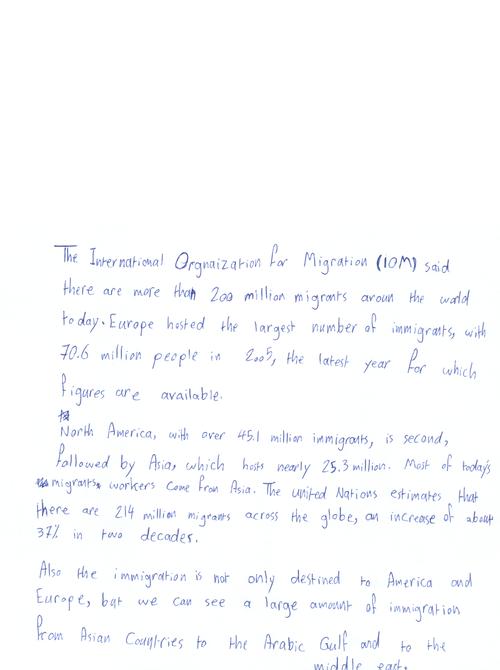 The International Orgnaization for Migration (IOM) said
there are more than 200 million migrants aroun the world
today. Europe hosted the largest number of immigrants, with
70.6 million people in 2005, the latest year for which
figures are available.
North America, with over 45.1 million immigrants, is second,
followed by Asia, which hosts nearly 25.3 million. Most of today's
migrants workers come from Asia. The united Nations estimates that
there are 214 million migrants across the globe, an increase of about
37% in two decades.
Also the immigration is not only destined to America and
Europe, but we can see a large amount of immigration
from Asian Countries to the Arabic Gulf and to the
middle east.